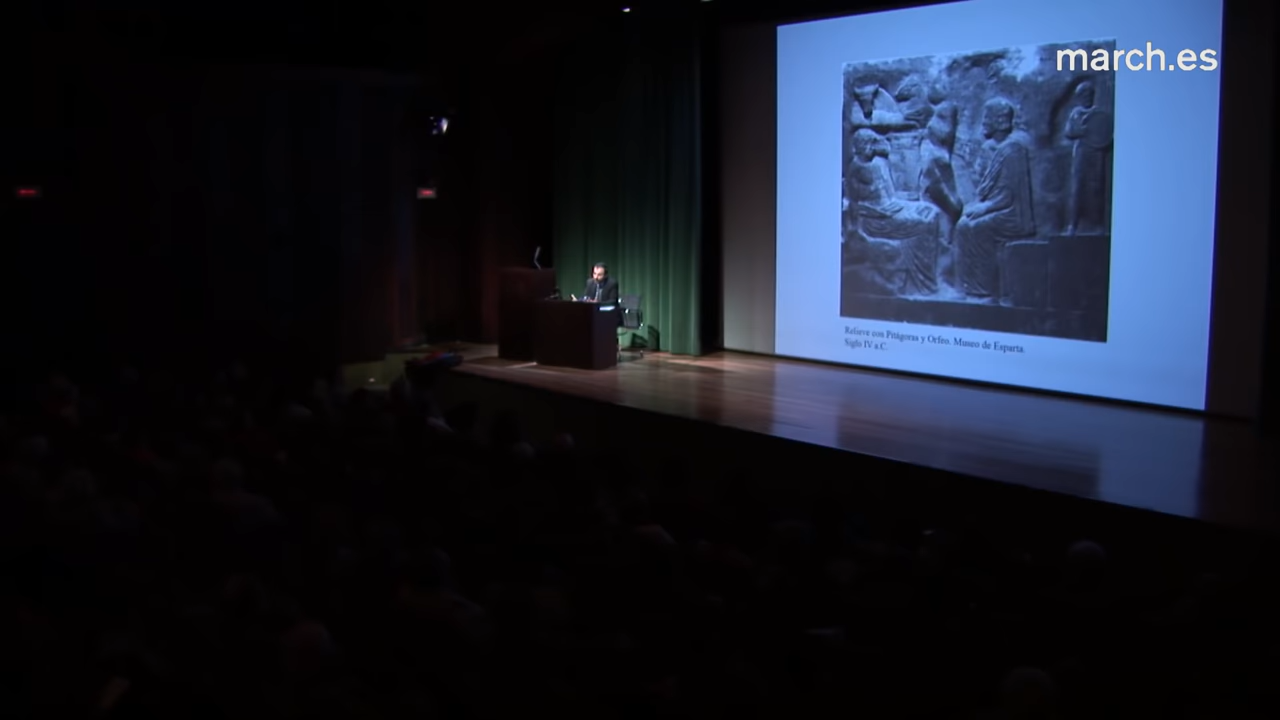 march.es
Relieve con Pitágoras y Orfeo. Museo de Esparta.
Siglo IV a.C.